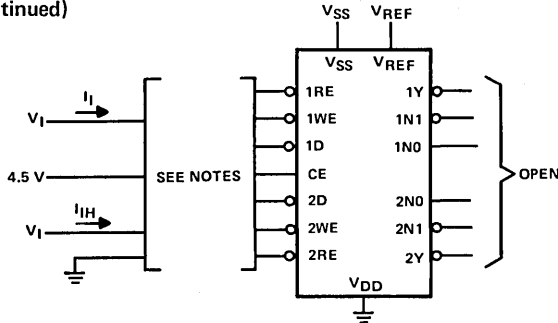 tinued)
VSS VREF
VSS VREF
II
VI
4.5 V
IIH
VI
SEE NOTES
1RE
1WE
1D
CE
2D
2WE
2RE
1Y
1N1
1N0
2N0
2N1
2Y
VDD
OPEN